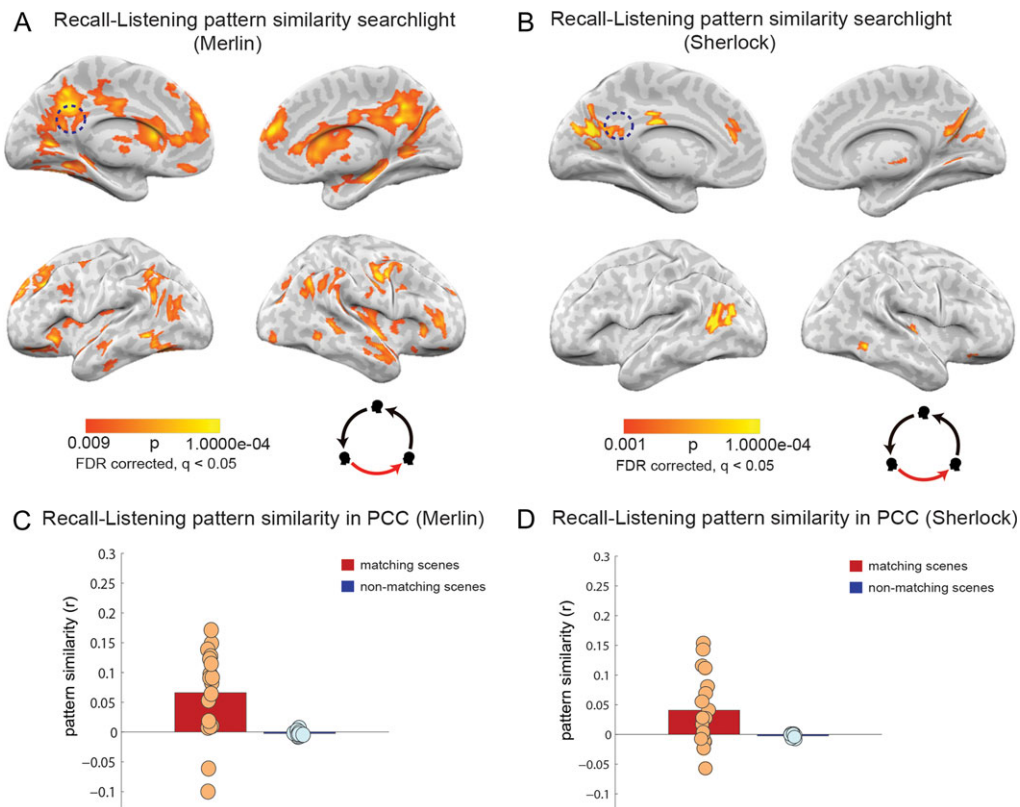 A Recall-Listening pattern similarity searchlight
(Merlin)
B Recall-Listening pattern similarity searchlight
(Sherlock)
0.009 p 1.0000e-04
FDR corrected, q < 0.05
0.001 p 1.0000e-04
FDR corrected, q < 0.05
C Recall-Listening pattern similarity in PCC (Merlin)
0.3
0.25
0.2
0.15
0.1
0.05
0
−0.05
−0.1
pattern similarity (r)
matching scenes
non-matching scenes
D Recall-Listening pattern similarity in PCC (Sherlock)
0.3
0.25
0.2
0.15
0.1
0.05
0
−0.05
−0.1
pattern similarity (r)
matching scenes
non-matching scenes